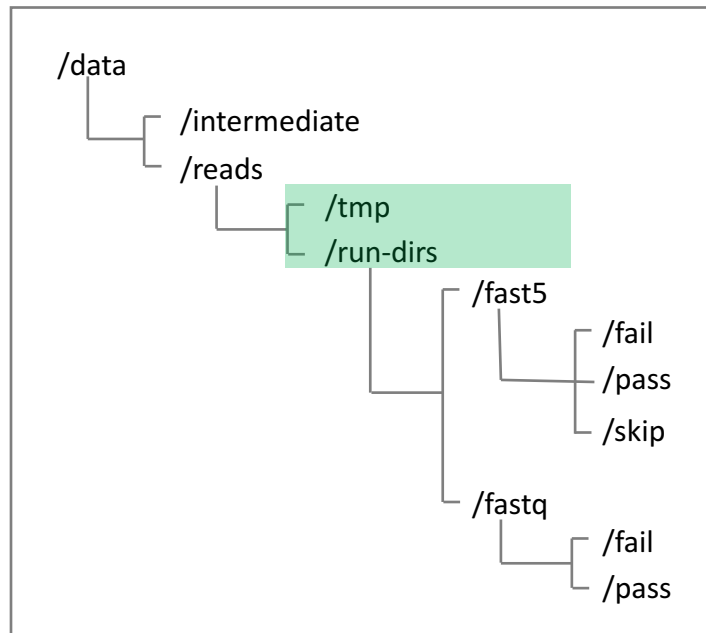 /data
/intermediate
/reads
/tmp
/run-dirs
/fast5
/fail
/pass
/skip
/fastq
/fail
/pass